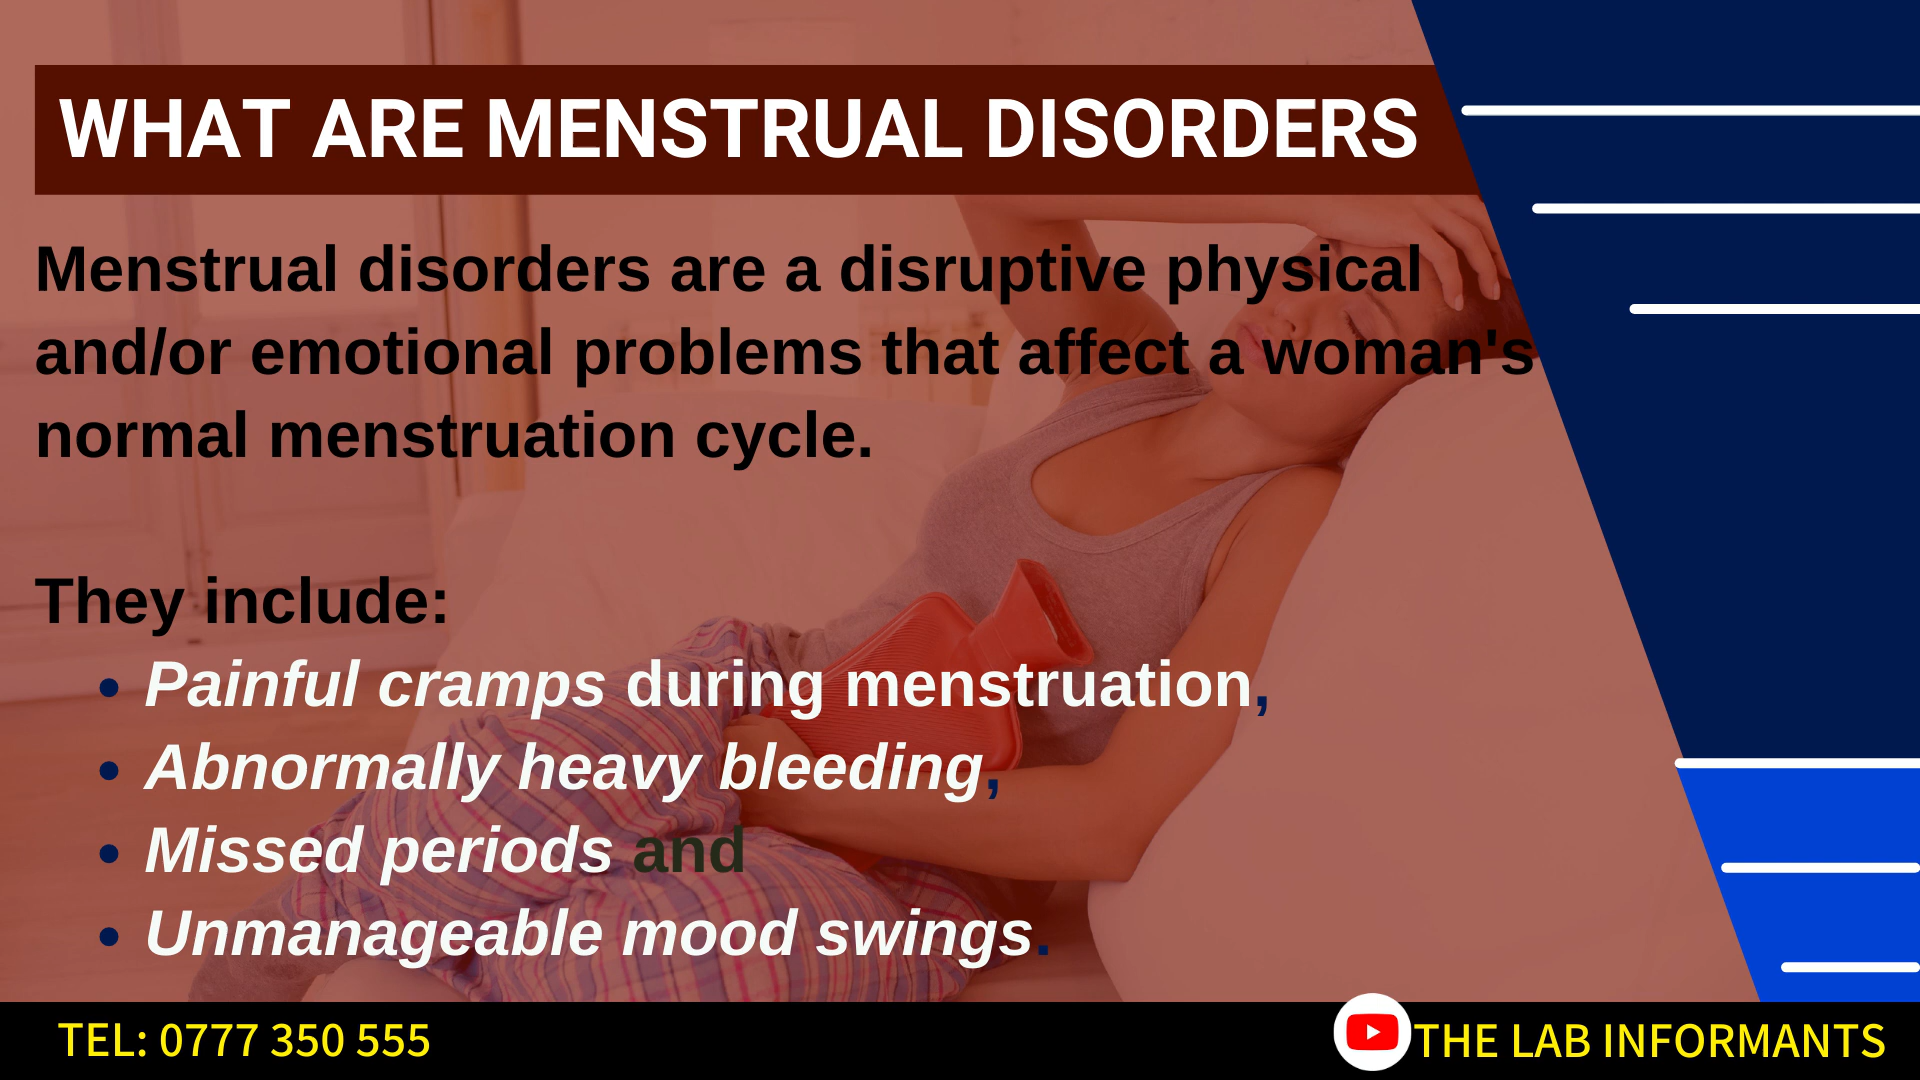 WHAT ARE MENSTRUAL DISORDERS
Menstrual disorders are a disruptive physical
and/or emotional problems that affect a woman's
normal menstruation cycle.
They include:
• Painful cramps during menstruation,
• Abnormally heavy bleeding,
• Missed periods and
• Unmanageable mood swings.
TEL: 0777 350 555
THE LAB INFORMANTS